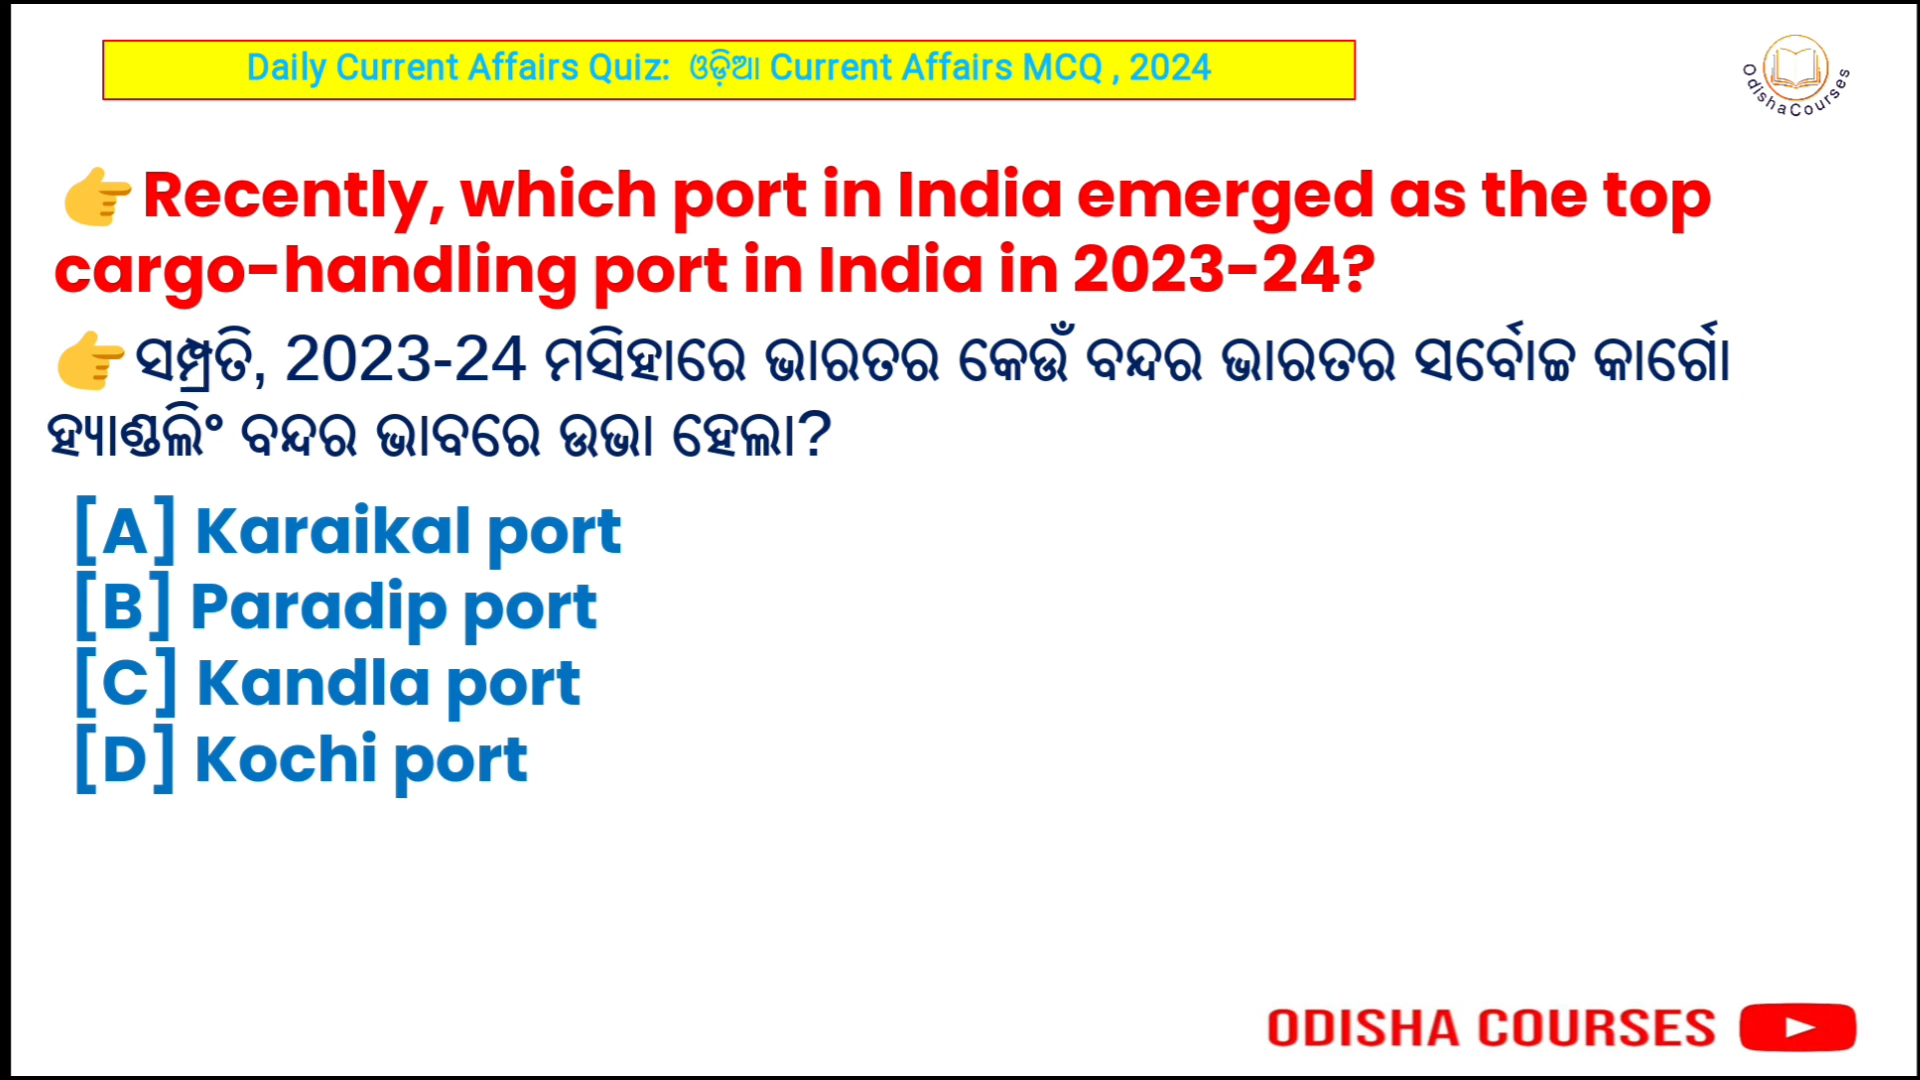 Daily Current Affairs Quiz: ଓଡ଼ିଆ Current Affairs MCQ , 2024
OdishaCourses
👉Recently, which port in India emerged as the top
cargo-handling port in India in 2023-24?
👉ସମ୍ପ୍ରତି, 2023-24 ମସିହାରେ ଭାରତର କେଉଁ ବନ୍ଦର ଭାରତର ସର୍ବୋଚ୍ଚ କାର୍ଗୋ
ହ୍ୟାଣ୍ଡଲିଂ ବନ୍ଦର ଭାବରେ ଉଭା ହେଲା?
[A] Karaikal port
[B] Paradip port
[C] Kandla port
[D] Kochi port
ODISHA COURSES